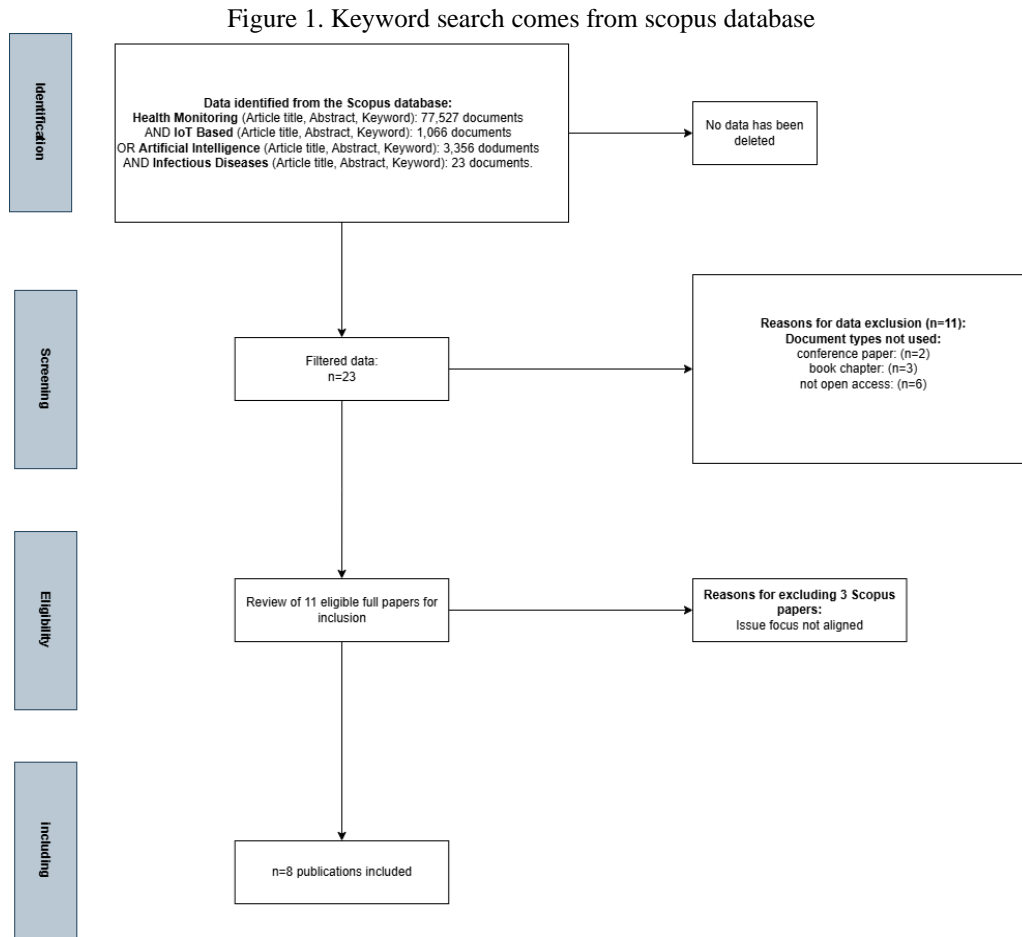 Figure 1. Keyword search comes from scopus database
Identification
Data identified from the Scopus database:
Health Monitoring (Article title, Abstract, Keyword): 77,527 documents
AND IoT Based (Article title, Abstract, Keyword): 1,066 documents
OR Artificial Intelligence (Article title, Abstract, Keyword): 3,356 doduments
AND Infectious Diseases (Article title, Abstract, Keyword): 23 documents.
No data has been
deleted
Screening
Filtered data:
n=23
Reasons for data exclusion (n=11):
Document types not used:
conference paper: (n=2)
book chapter: (n=3)
not open access: (n=6)
Eligibility
Review of 11 eligible full papers for
inclusion
Reasons for excluding 3 Scopus
papers:
Issue focus not aligned
including
n=8 publications included